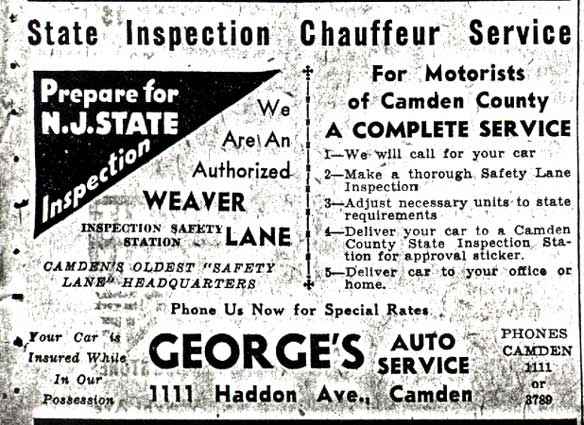 State Inspection Chauffeur Service
Prepare for
N.J. STATE
Inspection
We
Are An
Authorized
WEAVER
INSPECTION SAFETY
STATION LANE
CAMDEN'S OLDEST "SAFETY
LANE" HEADQUARTERS
For Motorists
of Camden County
A COMPLETE SERVICE
1—We will call for your car
2—Make a thorough Safety Lane
Inspection
3—Adjust necessary units to state
requirements
4—Deliver your car to a Camden
County State Inspection Sta-
tion for approval sticker.
5—Deliver car to your office or
home.
Phone Us Now for Special Rates
Your Car is
Insured While
In Our
Possession
GEORGE'S AUTO
SERVICE
1111 Haddon Ave., Camden
PHONES
CAMDEN
1111
or
3789